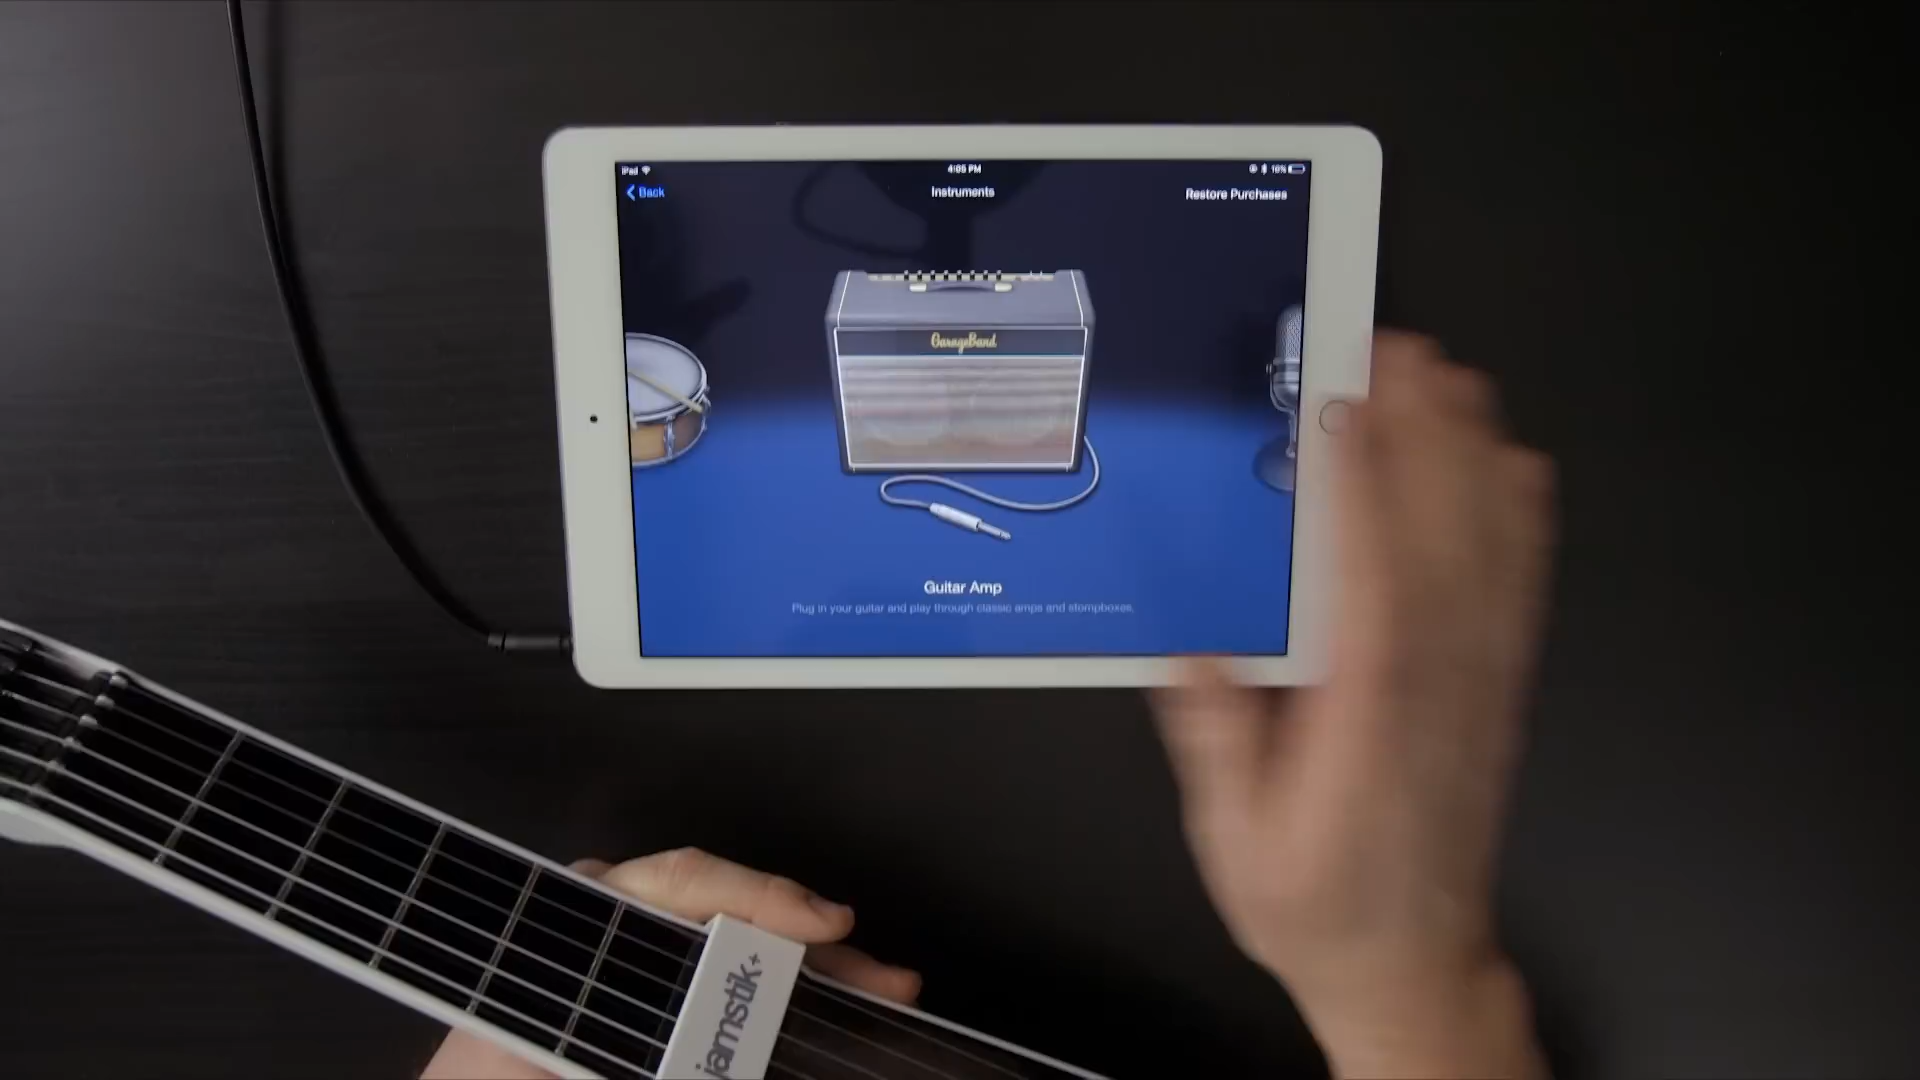 iPad
4:05 PM
16%
Back
Instruments
Restore Purchases
GarageBand
Guitar Amp
Plug in your guitar and play through classic amps and stompboxes.
jamstik+